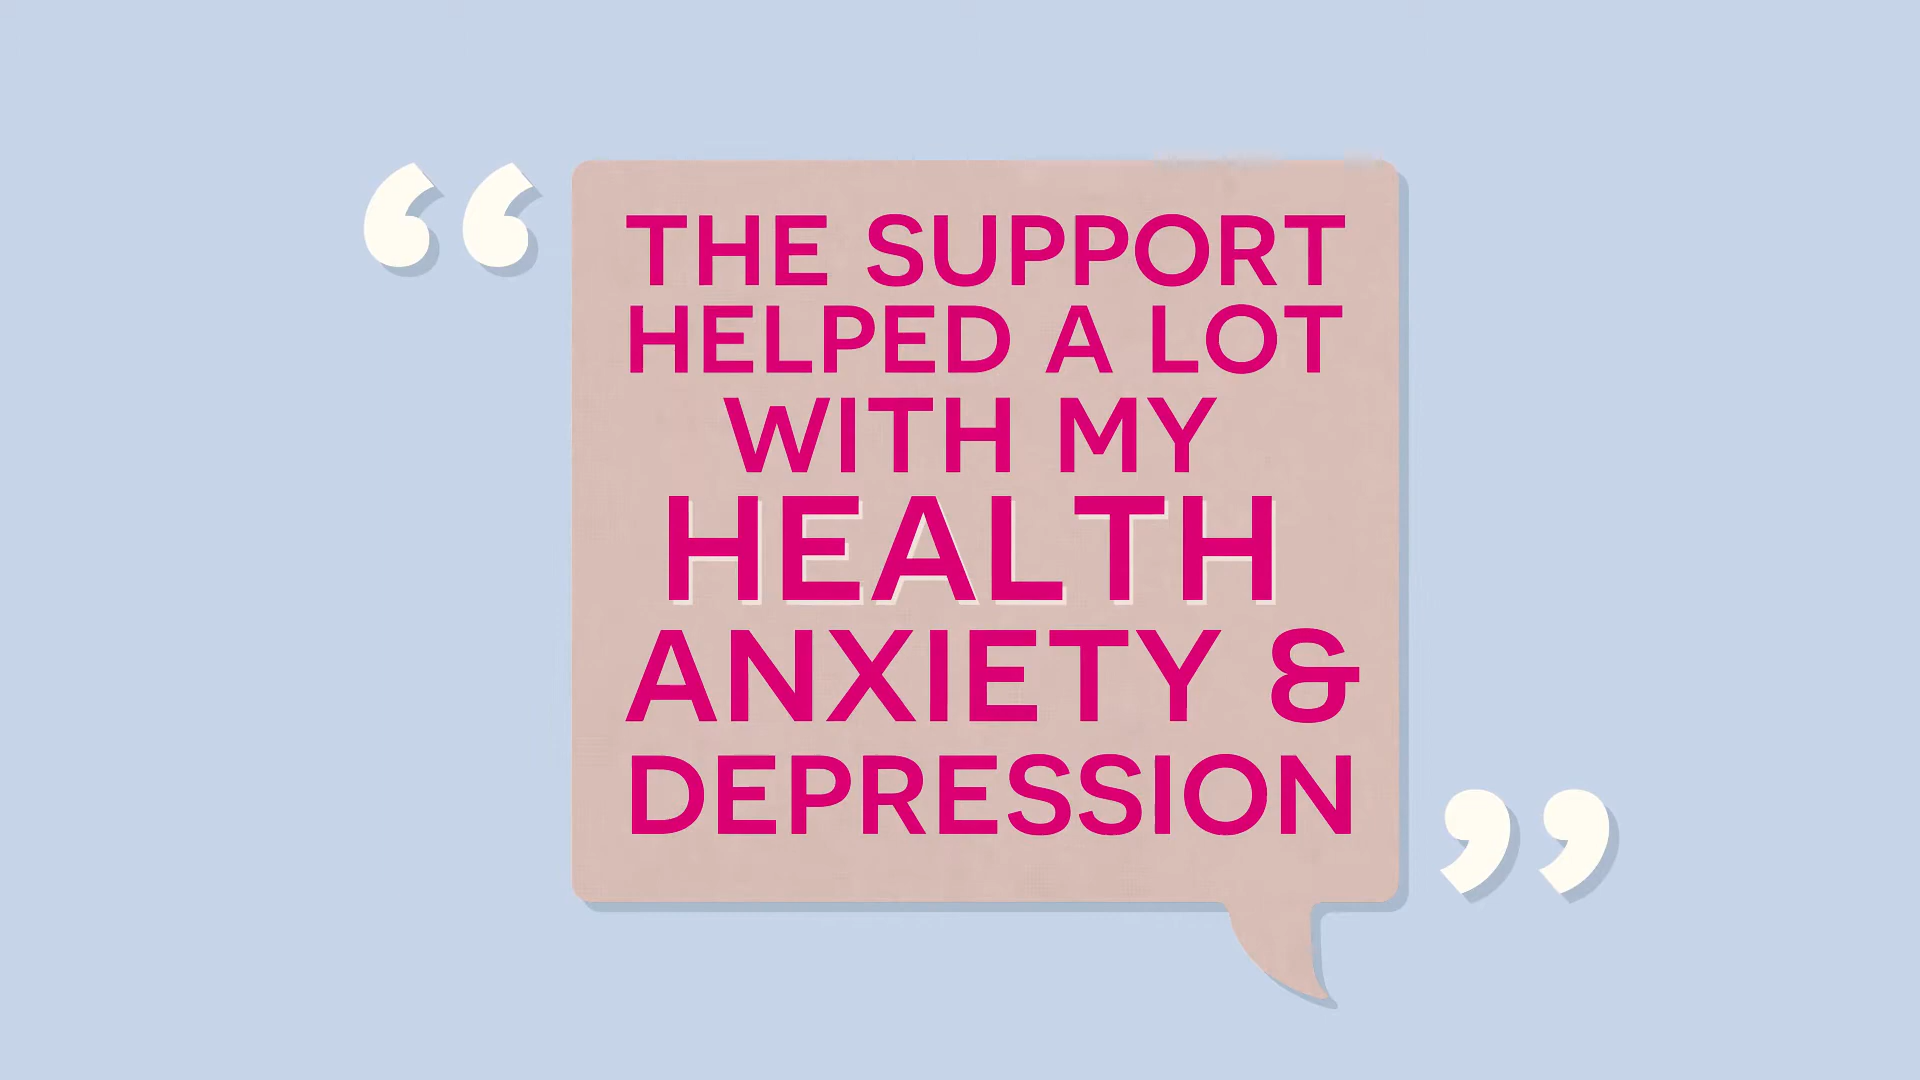 “THE SUPPORT
HELPED A LOT
WITH MY
HEALTH
ANXIETY &
DEPRESSION”